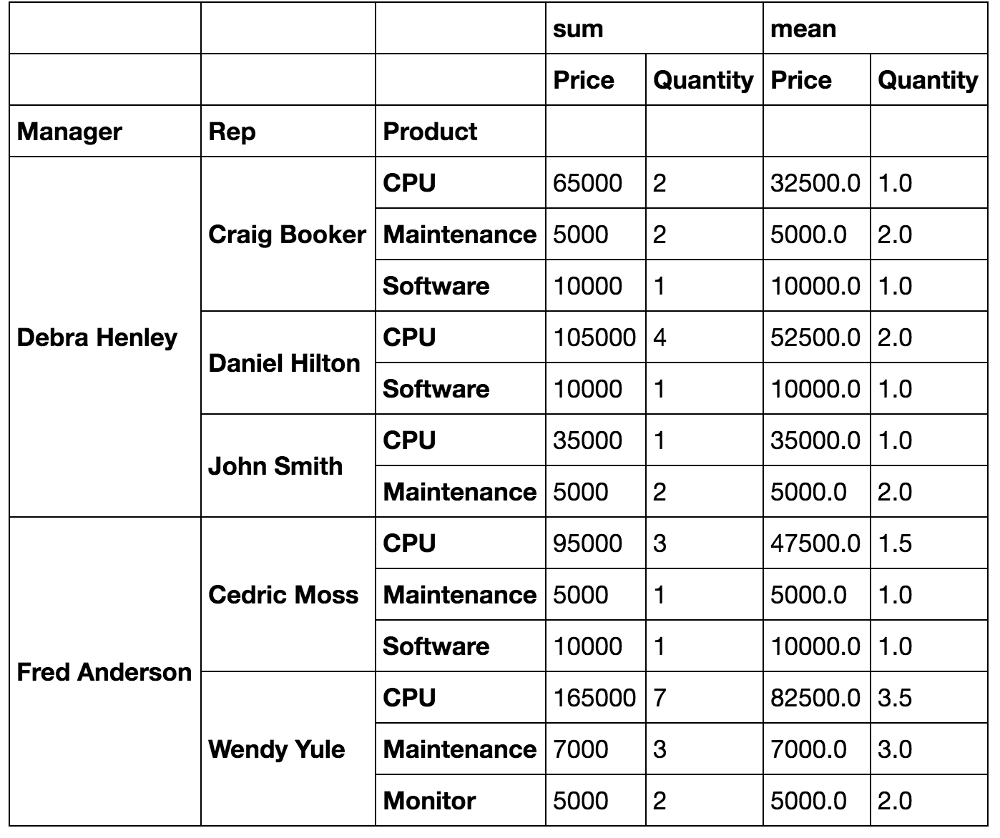 sum mean
Price Quantity Price Quantity
Manager Rep Product
Debra Henley Craig Booker CPU 65000 2 32500.0 1.0
Maintenance 5000 2 5000.0 2.0
Software 10000 1 10000.0 1.0
Daniel Hilton CPU 105000 4 52500.0 2.0
Software 10000 1 10000.0 1.0
John Smith CPU 35000 1 35000.0 1.0
Maintenance 5000 2 5000.0 2.0
Fred Anderson Cedric Moss CPU 95000 3 47500.0 1.5
Maintenance 5000 1 5000.0 1.0
Software 10000 1 10000.0 1.0
Wendy Yule CPU 165000 7 82500.0 3.5
Maintenance 7000 3 7000.0 3.0
Monitor 5000 2 5000.0 2.0